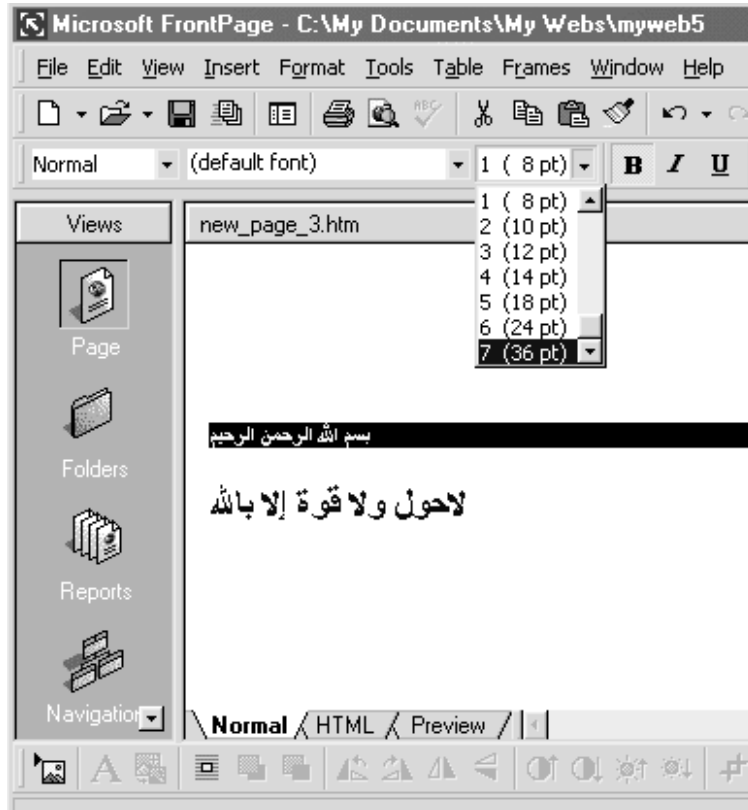 Microsoft FrontPage - C:\My Documents\My Webs\myweb5
File Edit View Insert Format Tools Table Frames Window Help
ABC
Normal (default font) 1 ( 8 pt) B I U
Views new_page_3.htm
1 ( 8 pt)
2 (10 pt)
3 (12 pt)
4 (14 pt)
5 (18 pt)
6 (24 pt)
7 (36 pt)
Page
Folders
Reports
Navigation
بسم الله الرحمن الرحيم
لاحول ولا قوة إلا بالله
Normal HTML Preview
A